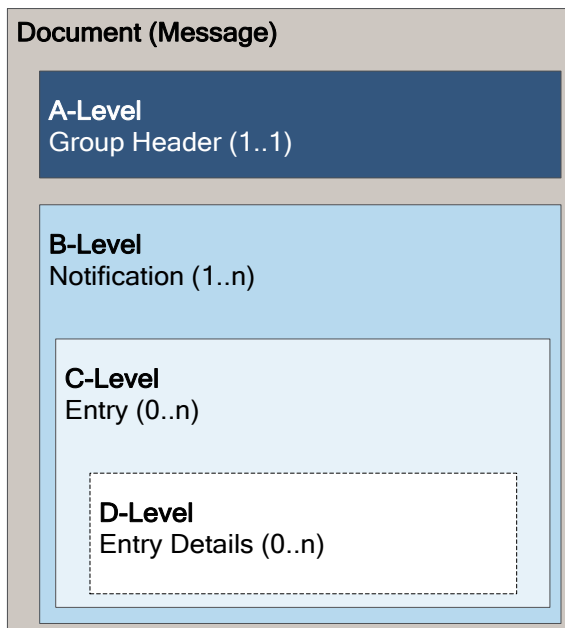 Document (Message)
A-Level
Group Header (1..1)
B-Level
Notification (1..n)
C-Level
Entry (0..n)
D-Level
Entry Details (0..n)